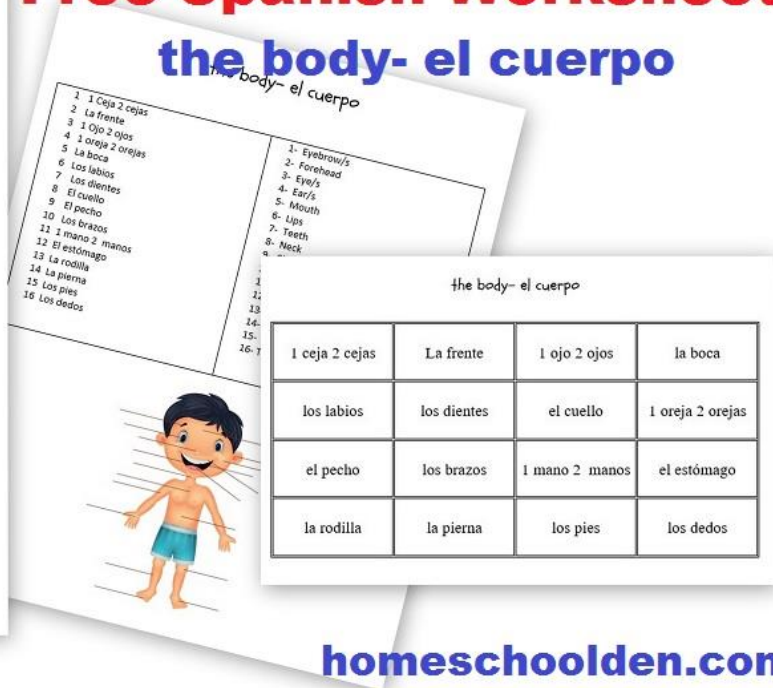 the body- el cuerpo
the body- el cuerpo
1 1 Ceja 2 cejas
2 La frente
3 1 Ojo 2 ojos
4 1 oreja 2 orejas
5 La boca
6 Los labios
7 Los dientes
8 El cuello
9 El pecho
10 Los brazos
11 1 mano 2 manos
12 El estómago
13 La rodilla
14 La pierna
15 Los pies
16 Los dedos
1- Eyebrow/s
2- Forehead
3- Eye/s
4- Ear/s
5- Mouth
6- Lips
7- Teeth
8- Neck
the body- el cuerpo
1 ceja 2 cejas La frente 1 ojo 2 ojos la boca
los labios los dientes el cuello 1 oreja 2 orejas
el pecho los brazos 1 mano 2 manos el estómago
la rodilla la pierna los pies los dedos
homeschoolden.com